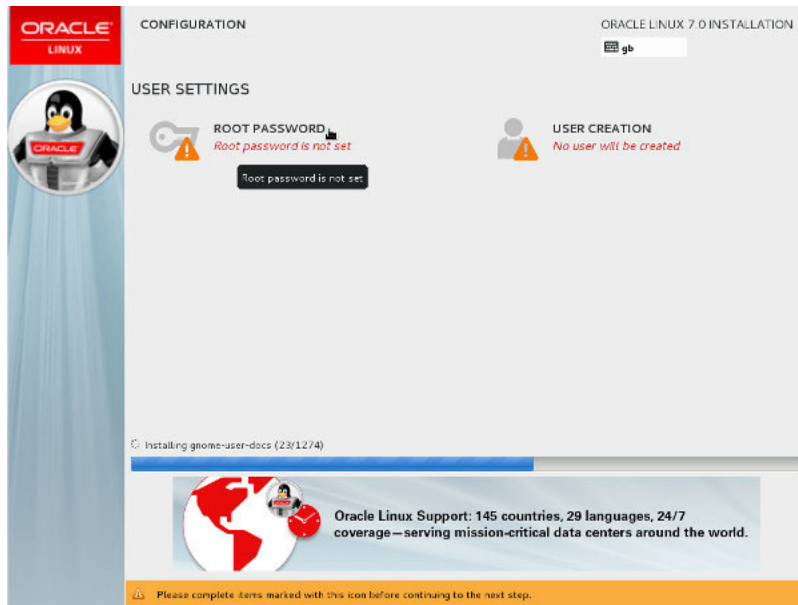 ORACLE
LINUX
CONFIGURATION
ORACLE LINUX 7.0 INSTALLATION
gb
USER SETTINGS
ROOT PASSWORD
Root password is not set
USER CREATION
No user will be created
Root password is not set
ORACLE
Installing gnome-user-docs (23/1274)
Oracle Linux Support: 145 countries, 29 languages, 24/7
coverage—serving mission-critical data centers around the world.
Please complete items marked with this icon before continuing to the next step.